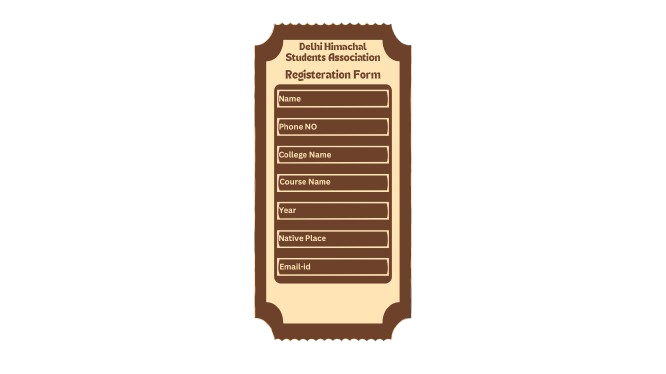 Delhi Himachal
Students Association
Registeration Form
Name
Phone NO
College Name
Course Name
Year
Native Place
Email-id